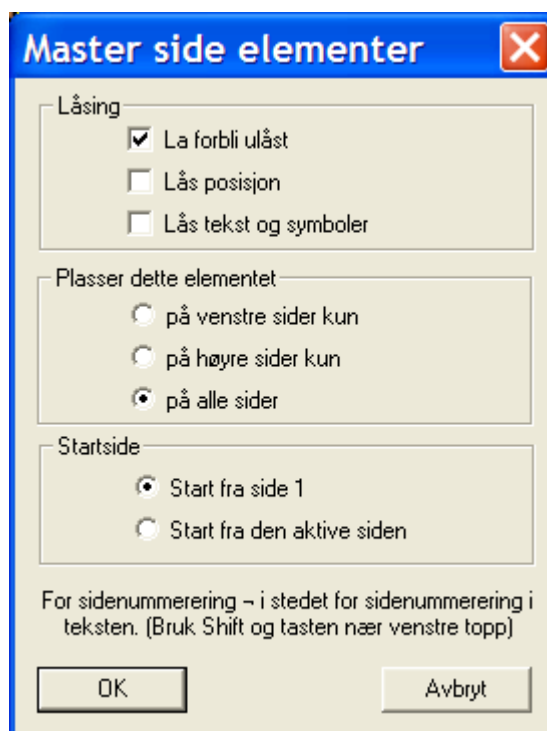 Master side elementer
Låsing
La forbli ulåst
Lås posisjon
Lås tekst og symboler
Plasser dette elementet
på venstre sider kun
på høyre sider kun
på alle sider
Startside
Start fra side 1
Start fra den aktive siden
For sidenummerering ¬ i stedet for sidenumerering i
teksten. (Bruk Shift og tasten nær venstre topp)
OK
Avbryt